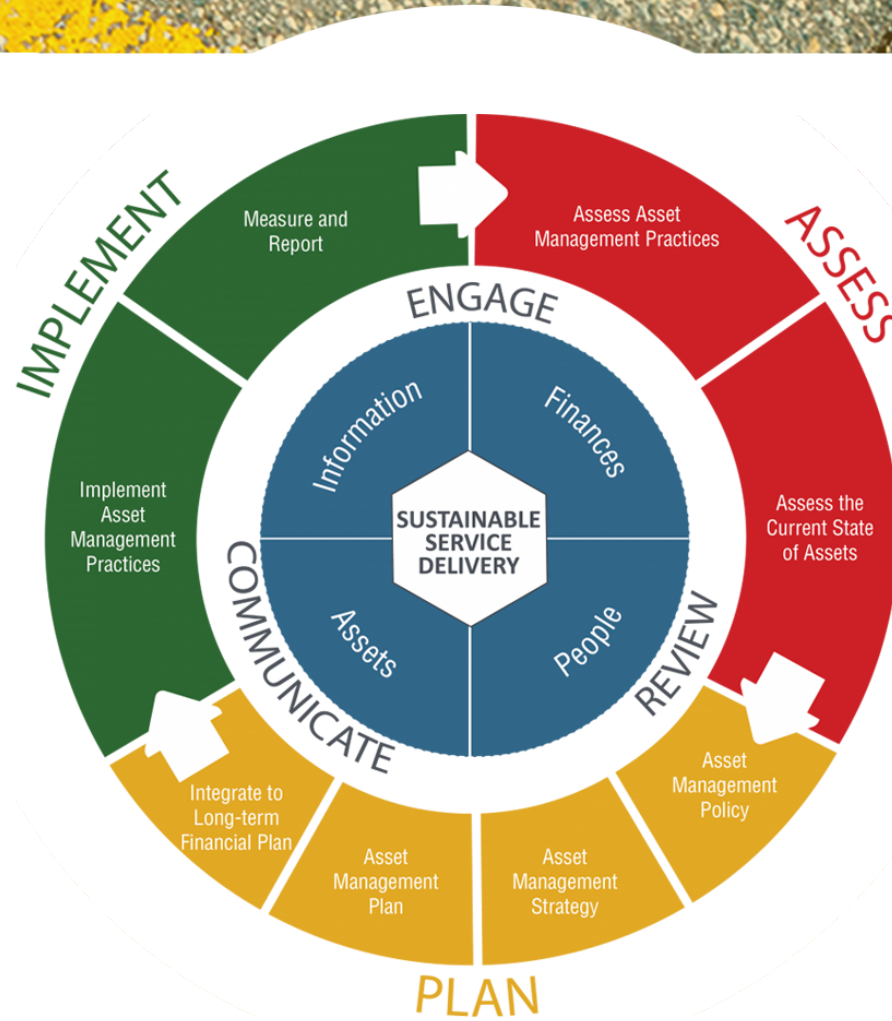 IMPLEMENT
Measure and
Report
Assess Asset
Management Practices
ASSESS
ENGAGE
Information
Finances
Implement
Asset
Management
Practices
SUSTAINABLE
SERVICE
DELIVERY
Assess the
Current State
of Assets
COMMUNICATE
Assets
People
REVIEW
Integrate to
Long-term
Financial Plan
Asset
Management
Plan
Asset
Management
Strategy
Asset
Management
Policy
PLAN